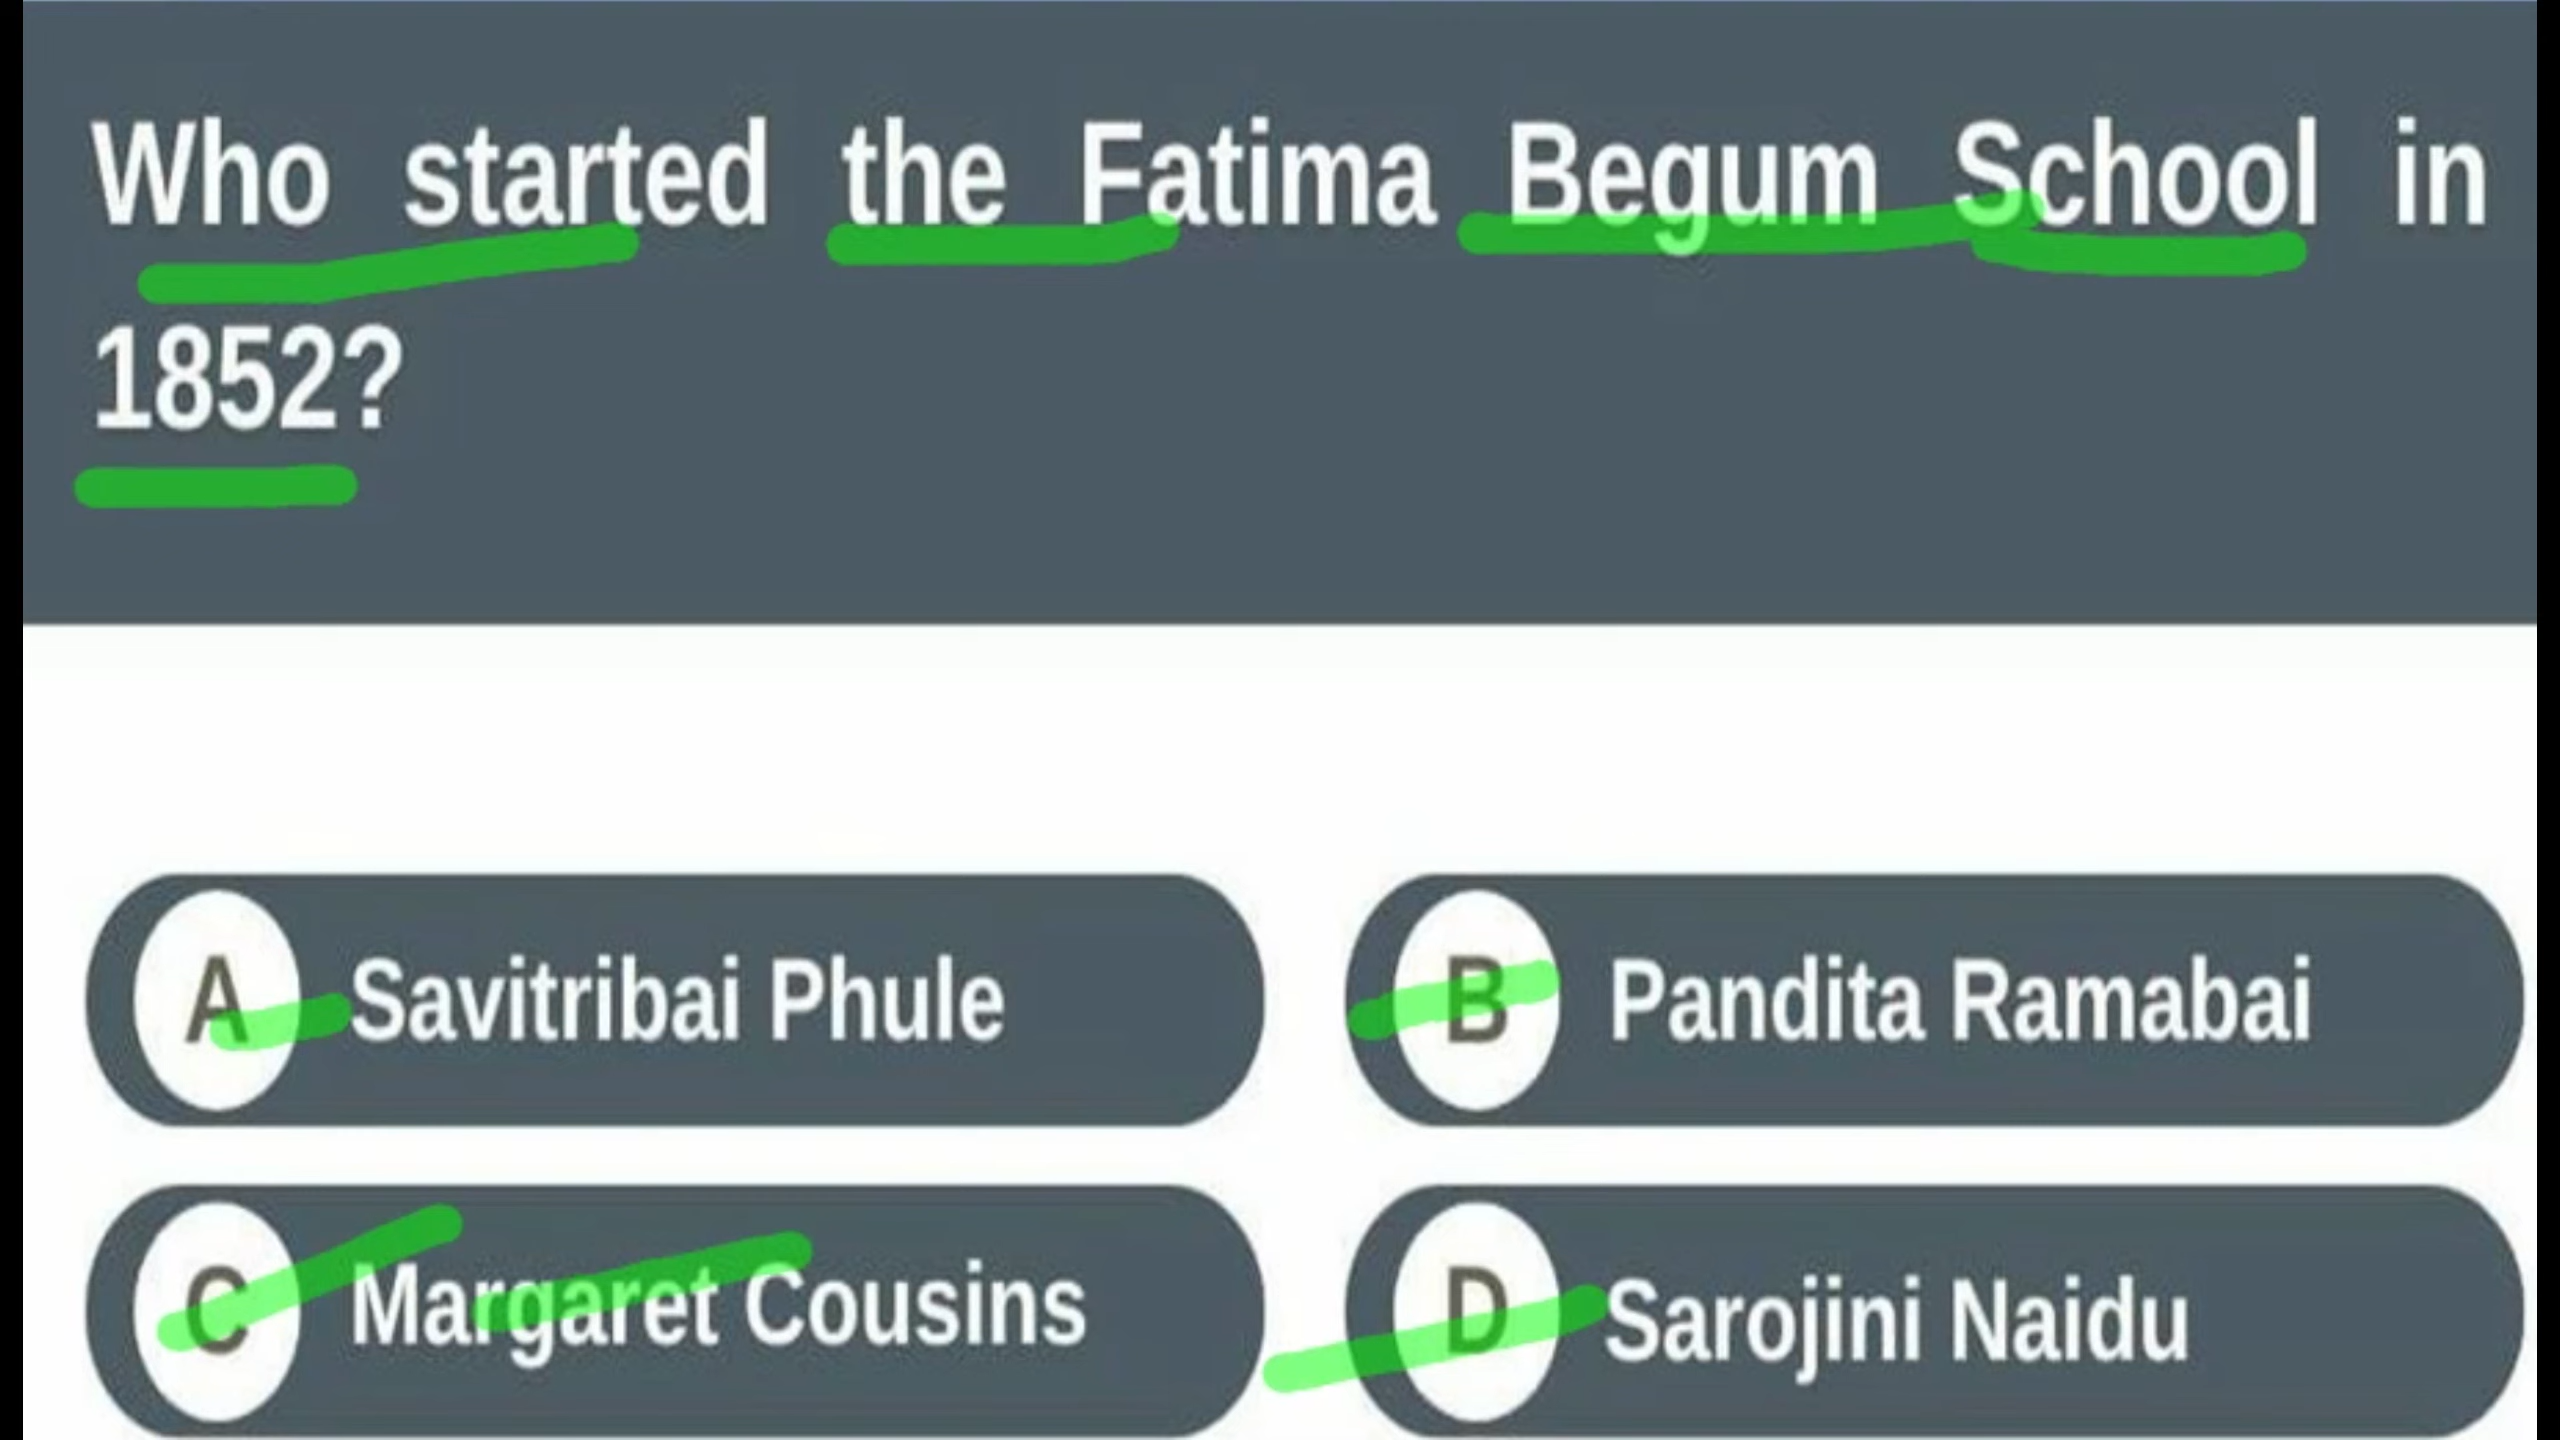 Who started the Fatima Begum School in
1852?
A Savitribai Phule
B Pandita Ramabai
C Margaret Cousins
D Sarojini Naidu